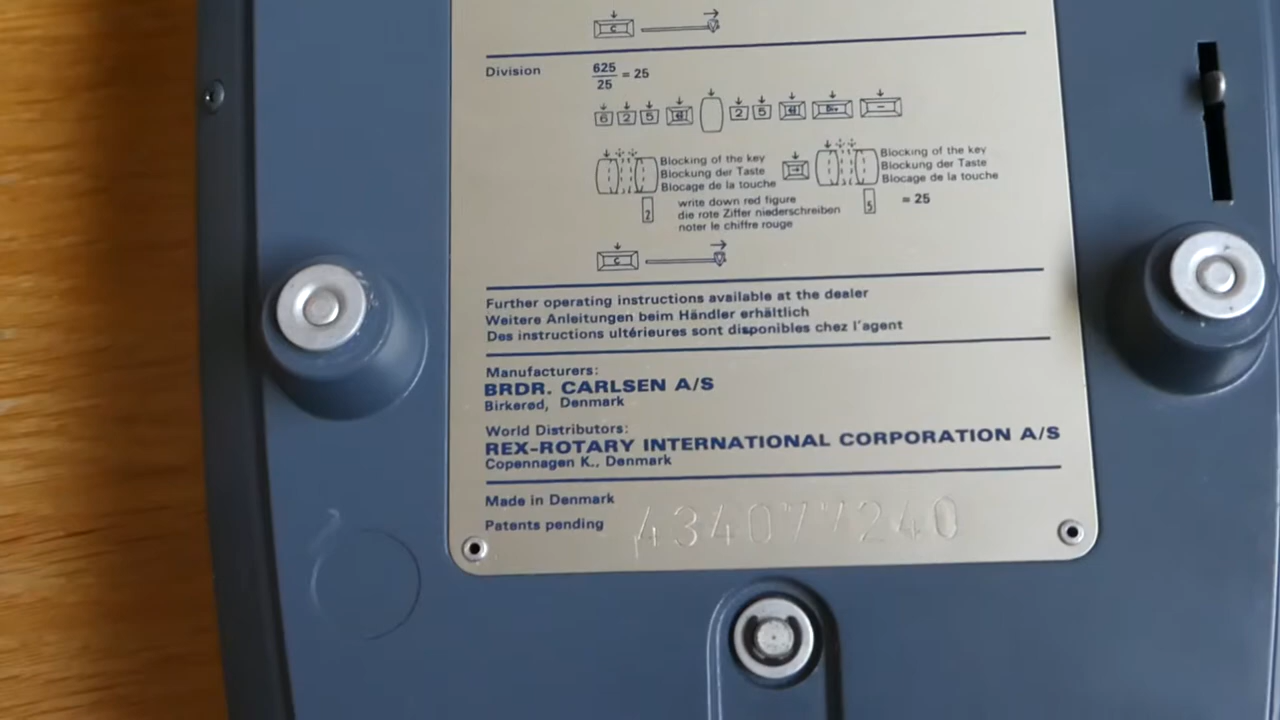 C
Division 625/25 = 25
6 2 5 2 5 Div −
Blocking of the key Blocking of the key
Blockung der Taste Blockung der Taste
Blocage de la touche Blocage de la touche
2 write down red figure 5 = 25
die rote Ziffer niederschreiben
noter le chiffre rouge
C
Further operating instructions available at the dealer
Weitere Anleitungen beim Händler erhältlich
Des instructions ultérieures sont disponibles chez l'agent
Manufacturers:
BRDR. CARLSEN A/S
Birkerød, Denmark
World Distributors:
REX-ROTARY INTERNATIONAL CORPORATION A/S
Copenhagen K., Denmark
Made in Denmark
Patents pending 434077240